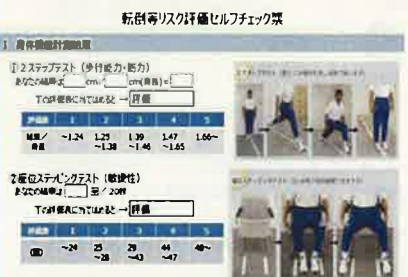 転倒等リスク評価セルフチェック票
Ⅰ 身体機能計測結果
① 2ステップテスト（歩行能力・筋力）
あなたの結果は cm / cm(身長)=
下の評価表に当てはめると → 評価
評価表 1 2 3 4 5
結果／身長 ~1.24 1.25~1.38 1.39~1.46 1.47~1.65 1.66~
2 座位ステッピングテスト（敏捷性）
あなたの結果は 回 / 20秒
下の評価表に当てはめると → 評価
評価表 1 2 3 4 5
(回) ~24 25~28 29~43 44~47 48~